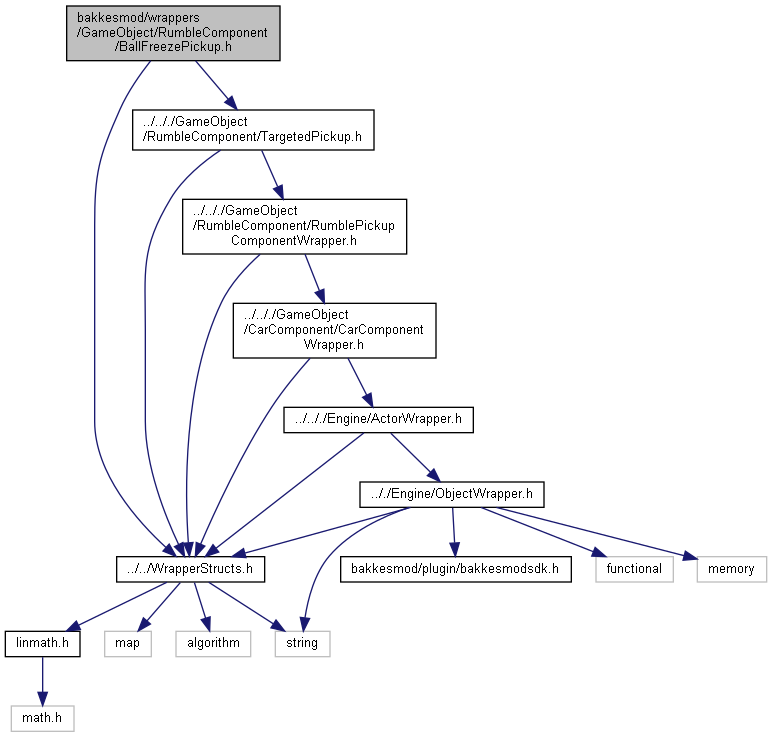 bakkesmod/wrappers
/GameObject/RumbleComponent
/BallFreezePickup.h
../.././GameObject
/RumbleComponent/TargetedPickup.h
../.././GameObject
/RumbleComponent/RumblePickup
ComponentWrapper.h
../.././GameObject
/CarComponent/CarComponent
Wrapper.h
../.././Engine/ActorWrapper.h
.././Engine/ObjectWrapper.h
../../WrapperStructs.h
bakkesmod/plugin/bakkesmodsdk.h
functional
memory
linmath.h
map
algorithm
string
math.h